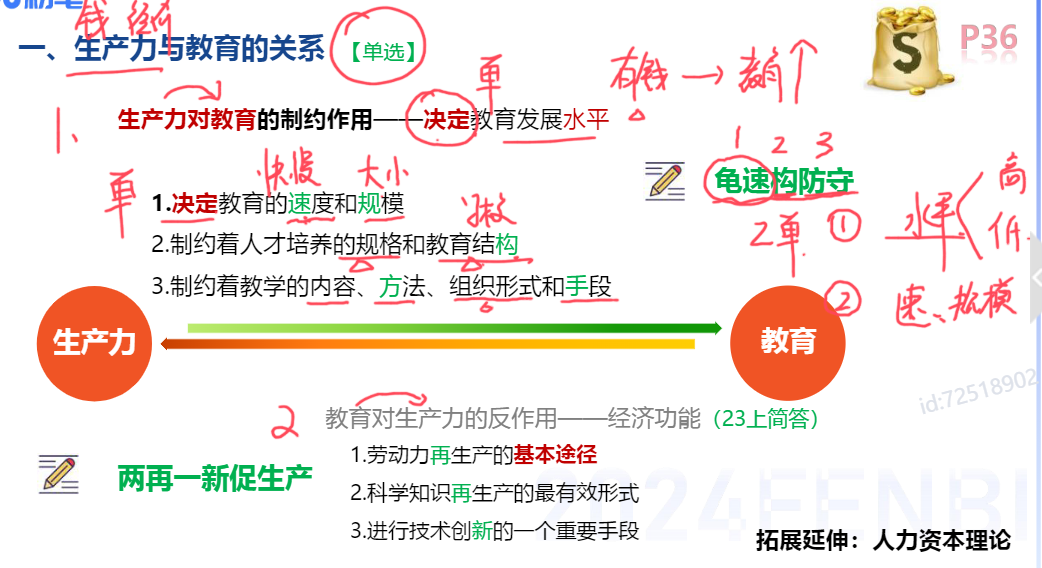 钱 经济
一、生产力与教育的关系【单选】
P36
单
有钱→教育↑
1、
生产力对教育的制约作用——决定教育发展水平
1 2 3
龟速构防守
快慢 大小
单
1.决定教育的速度和规模
2.制约着人才培养的规格和教育结构
3.制约着教学的内容、方法、组织形式和手段
2单
① 水平 高 低
② 速、规模
生产力
教育
id:72518902
2
教育对生产力的反作用——经济功能（23上简答）
两再一新促生产
1.劳动力再生产的基本途径
2.科学知识再生产的最有效形式
3.进行技术创新的一个重要手段
2024FENBI
拓展延伸：人力资本理论